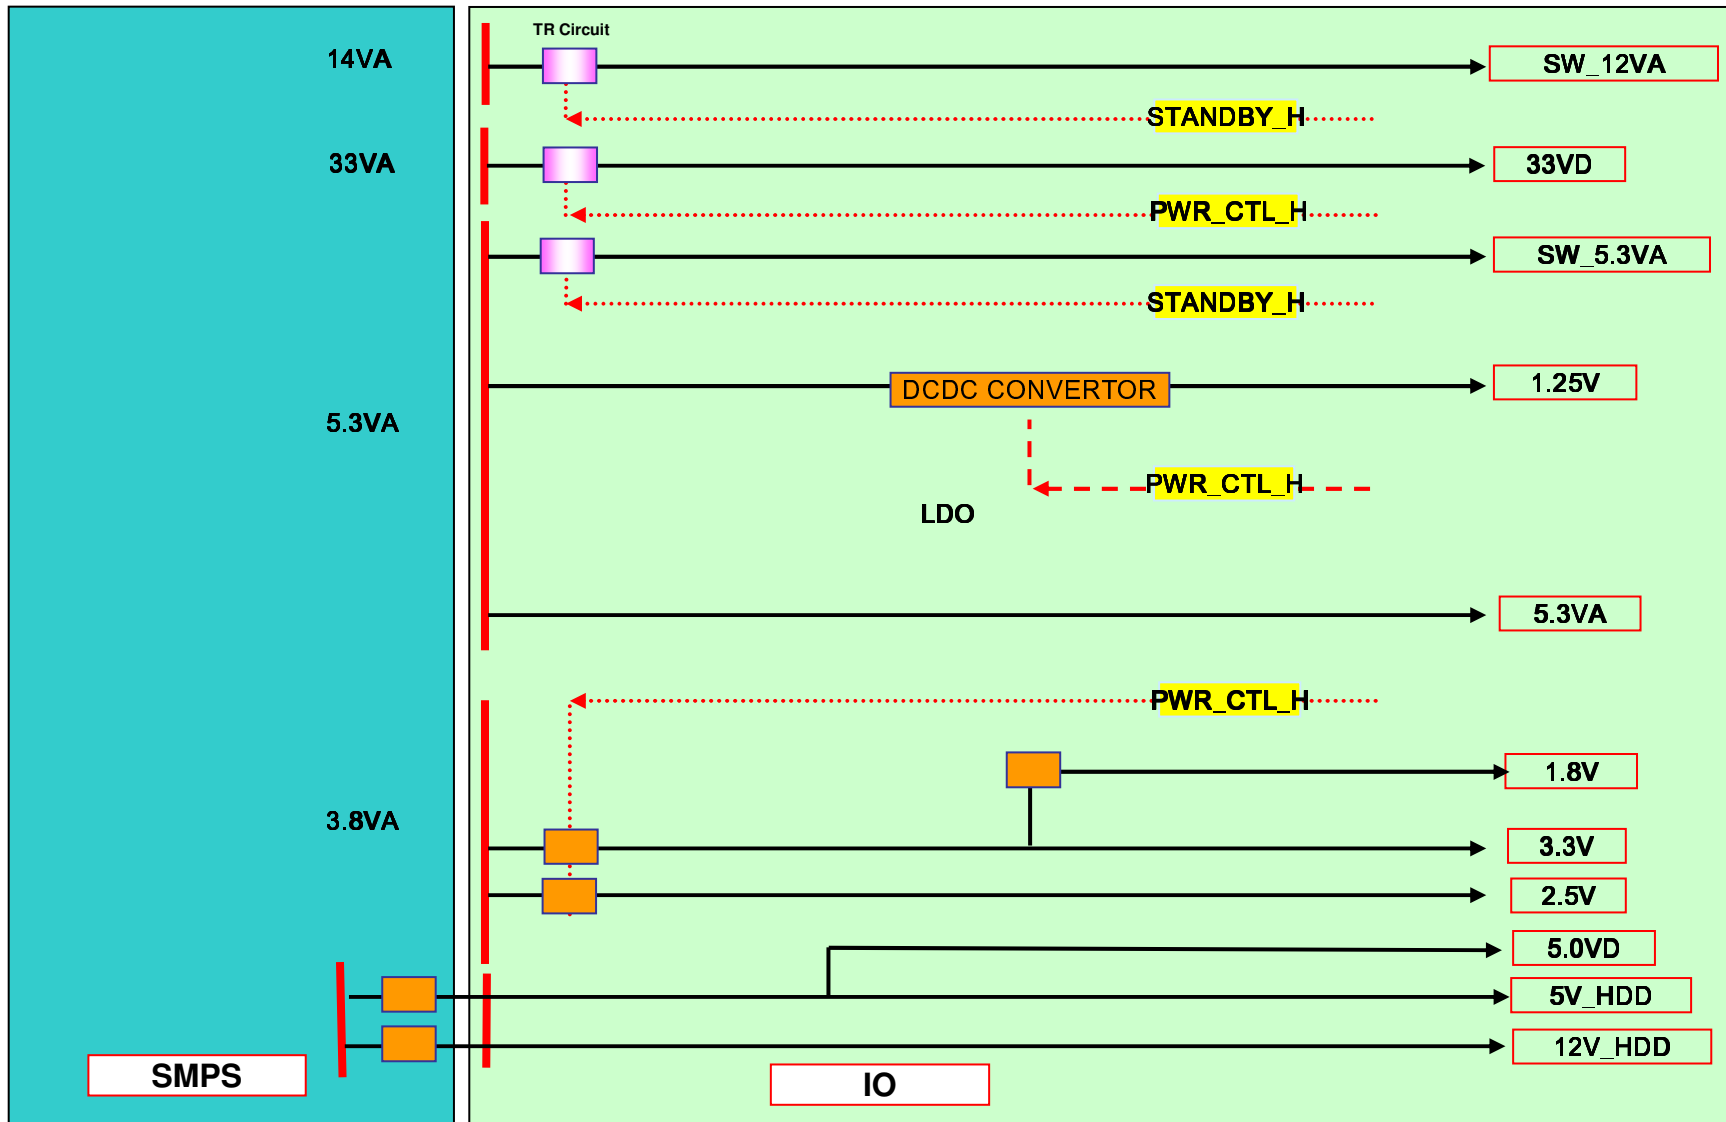 TR Circuit
14VA
SW_12VA
STANDBY_H
33VA
33VD
PWR_CTL_H
SW_5.3VA
STANDBY_H
DCDC CONVERTOR
1.25V
5.3VA
PWR_CTL_H
LDO
5.3VA
PWR_CTL_H
1.8V
3.8VA
3.3V
2.5V
5.0VD
5V_HDD
12V_HDD
SMPS
IO